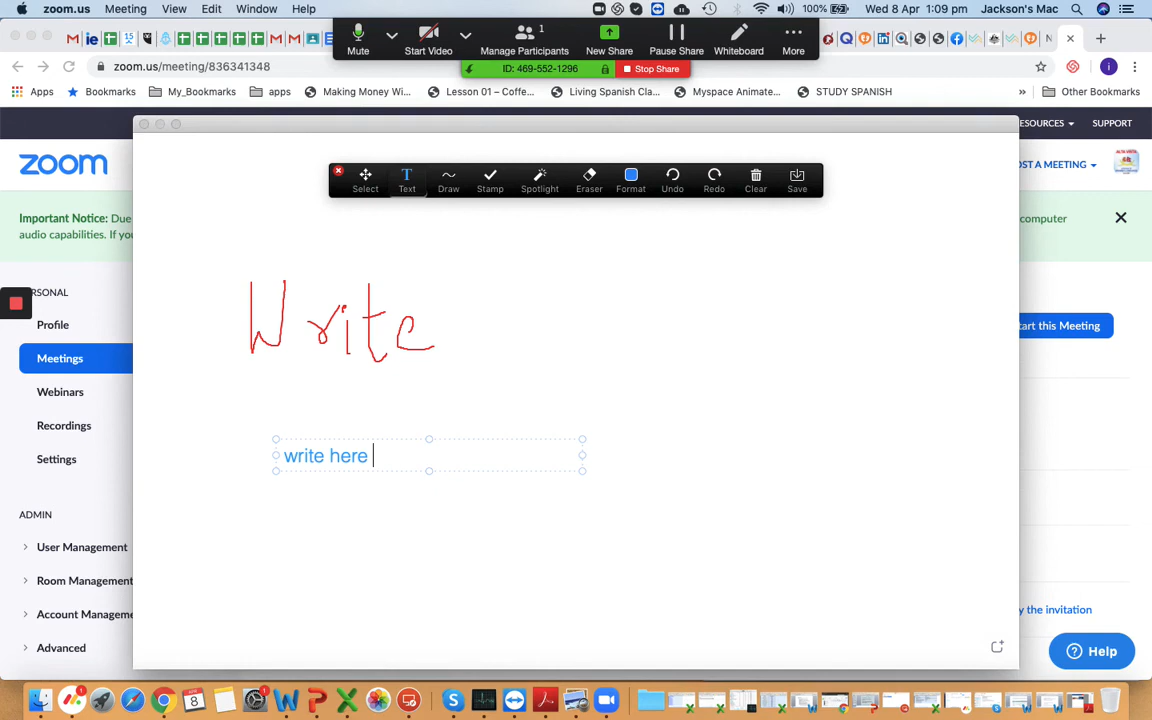 zoom.us Meeting View Edit Window Help 100% Wed 8 Apr 1:09 pm Jackson's Mac
Mute Start Video Manage Participants 1 New Share Pause Share Whiteboard More
zoom.us/meeting/836341348
ID: 469-552-1296 Stop Share
Apps Bookmarks My_Bookmarks apps Making Money Wi... Lesson 01 – Coffe... Living Spanish Cla... Myspace Animate... STUDY SPANISH » Other Bookmarks
ESOURCES SUPPORT
zoom
OST A MEETING
Select Text Draw Stamp Spotlight Eraser Format Undo Redo Clear Save
Important Notice: Due
computer
audio capabilities. If you
RSONAL
Profile
tart this Meeting
Meetings
Webinars
Recordings
Settings
Write
write here
ADMIN
User Management
Room Management
Account Manageme
y the invitation
Advanced
Help